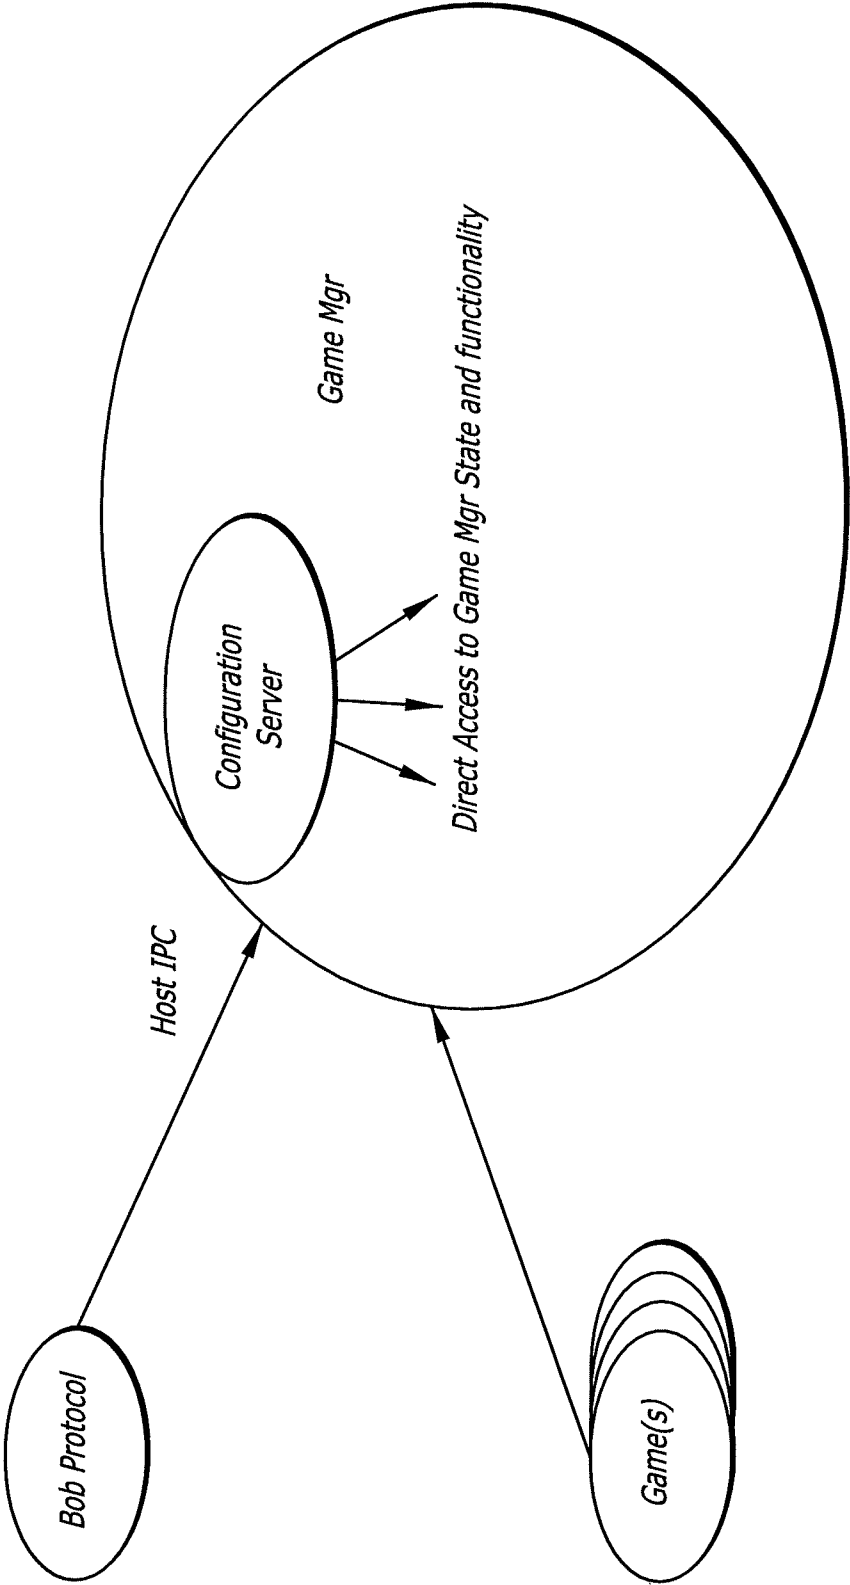 Bob Protocol
Host IPC
Configuration
Server
Game Mgr
Direct Access to Game Mgr State and functionality
Game(s)